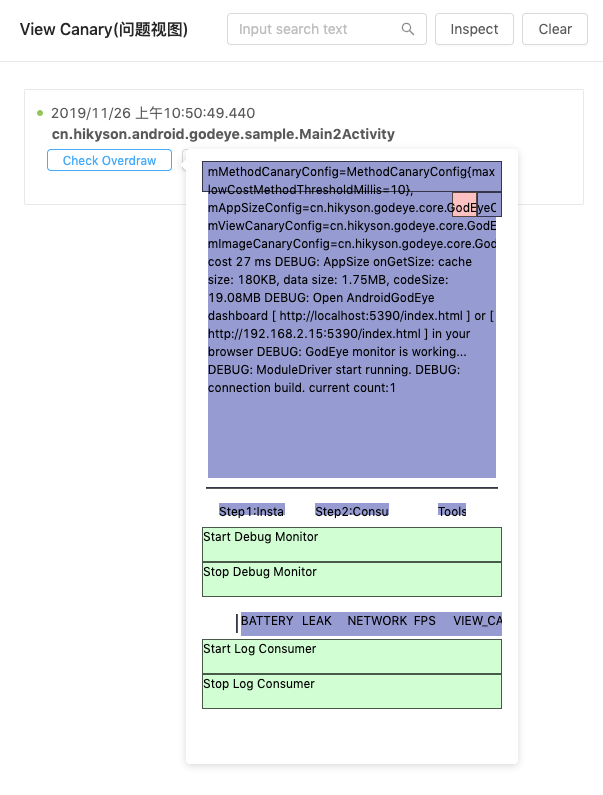 View Canary(问题视图)
Input search text
Inspect
Clear
2019/11/26 上午10:50:49.440
cn.hikyson.android.godeye.sample.Main2Activity
Check Overdraw
mMethodCanaryConfig=MethodCanaryConfig{max
lowCostMethodThresholdMillis=10},
mAppSizeConfig=cn.hikyson.godeye.core.GodEyeC
mViewCanaryConfig=cn.hikyson.godeye.core.GodE
mImageCanaryConfig=cn.hikyson.godeye.core.God
cost 27 ms DEBUG: AppSize onGetSize: cache
size: 180KB, data size: 1.75MB, codeSize:
19.08MB DEBUG: Open AndroidGodEye
dashboard [ http://localhost:5390/index.html ] or [
http://192.168.2.15:5390/index.html ] in your
browser DEBUG: GodEye monitor is working...
DEBUG: ModuleDriver start running. DEBUG:
connection build. current count:1
Step1:Insta
Step2:Consu
Tools
Start Debug Monitor
Stop Debug Monitor
BATTERY LEAK NETWORK FPS VIEW_CA
Start Log Consumer
Stop Log Consumer